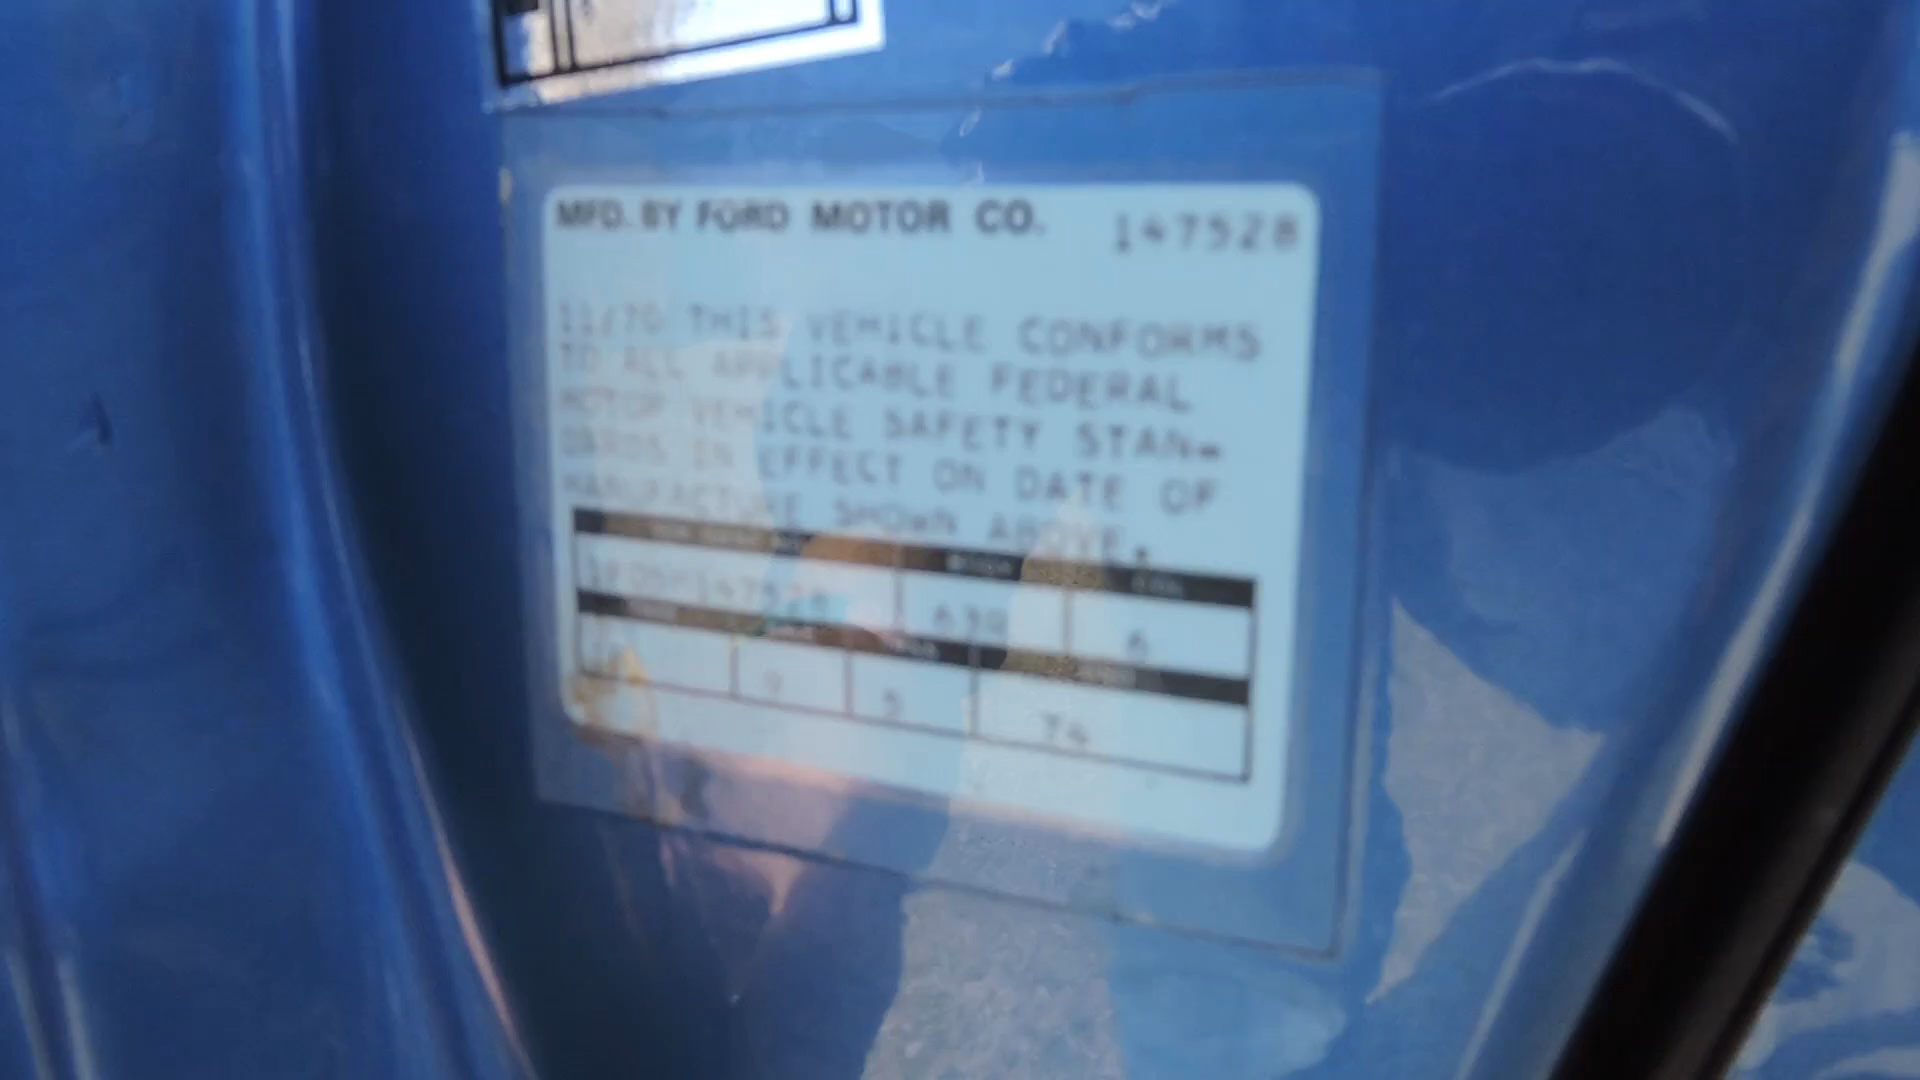 MFD. BY FORD MOTOR CO. 147528
11/70 THIS VEHICLE CONFORMS
TO ALL APPLICABLE FEDERAL
MOTOR VEHICLE SAFETY STAN-
DARDS IN EFFECT ON DATE OF
MANUFACTURE SHOWN ABOVE.
63R 6
9 5 74